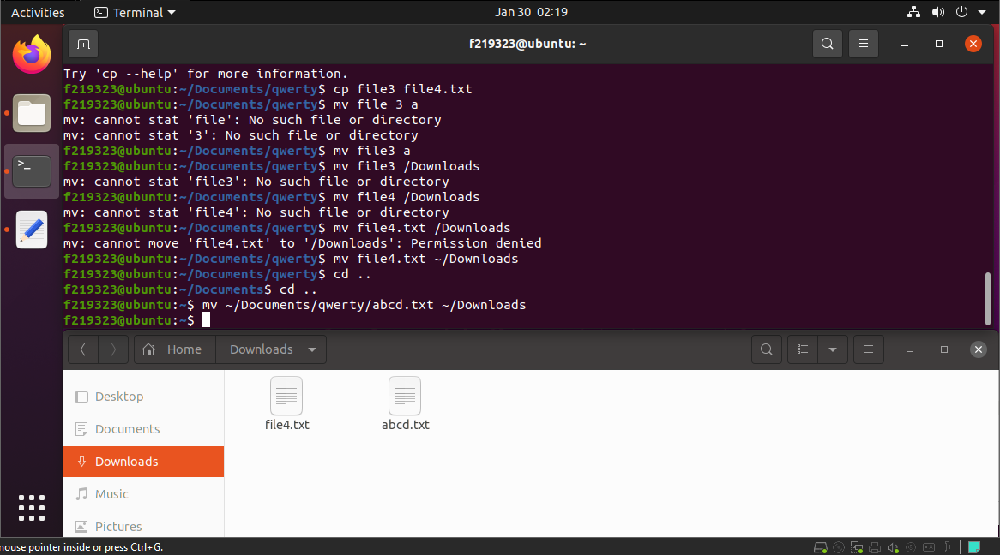 Activities
Terminal
Jan 30 02:19
f219323@ubuntu: ~
Try 'cp --help' for more information.
f219323@ubuntu:~/Documents/qwerty$ cp file3 file4.txt
f219323@ubuntu:~/Documents/qwerty$ mv file 3 a
mv: cannot stat 'file': No such file or directory
mv: cannot stat '3': No such file or directory
f219323@ubuntu:~/Documents/qwerty$ mv file3 a
f219323@ubuntu:~/Documents/qwerty$ mv file3 /Downloads
mv: cannot stat 'file3': No such file or directory
f219323@ubuntu:~/Documents/qwerty$ mv file4 /Downloads
mv: cannot stat 'file4': No such file or directory
f219323@ubuntu:~/Documents/qwerty$ mv file4.txt /Downloads
mv: cannot move 'file4.txt' to '/Downloads': Permission denied
f219323@ubuntu:~/Documents/qwerty$ mv file4.txt ~/Downloads
f219323@ubuntu:~/Documents/qwerty$ cd ..
f219323@ubuntu:~/Documents$ cd ..
f219323@ubuntu:~$ mv ~/Documents/qwerty/abcd.txt ~/Downloads
f219323@ubuntu:~$
Home
Downloads
Desktop
Documents
Downloads
Music
Pictures
file4.txt
abcd.txt
mouse pointer inside or press Ctrl+G.